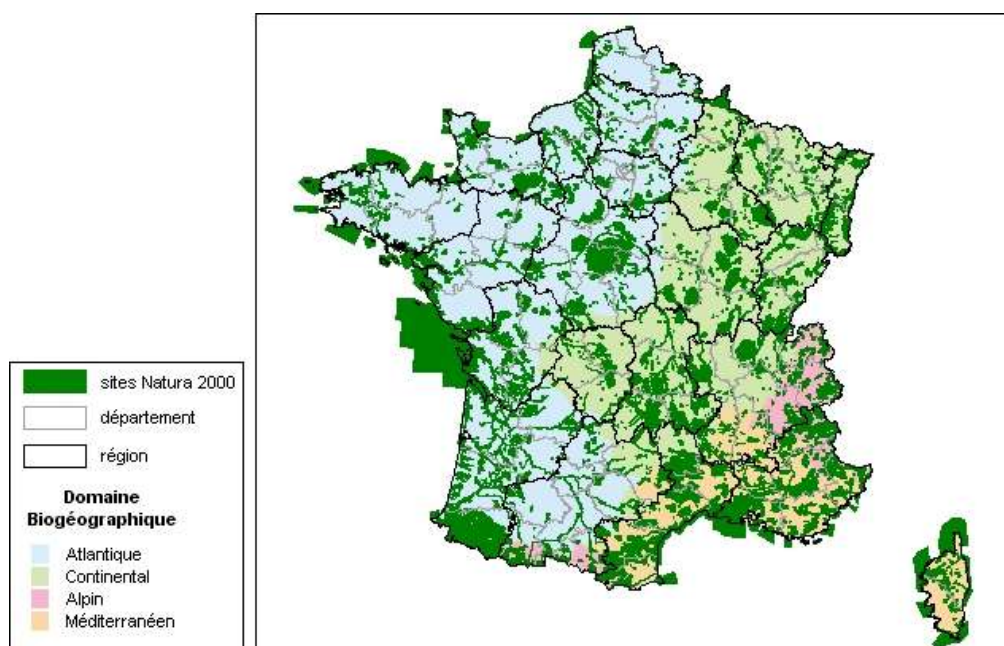 sites Natura 2000
département
région
Domaine
Biogéographique
Atlantique
Continental
Alpin
Méditerranéen